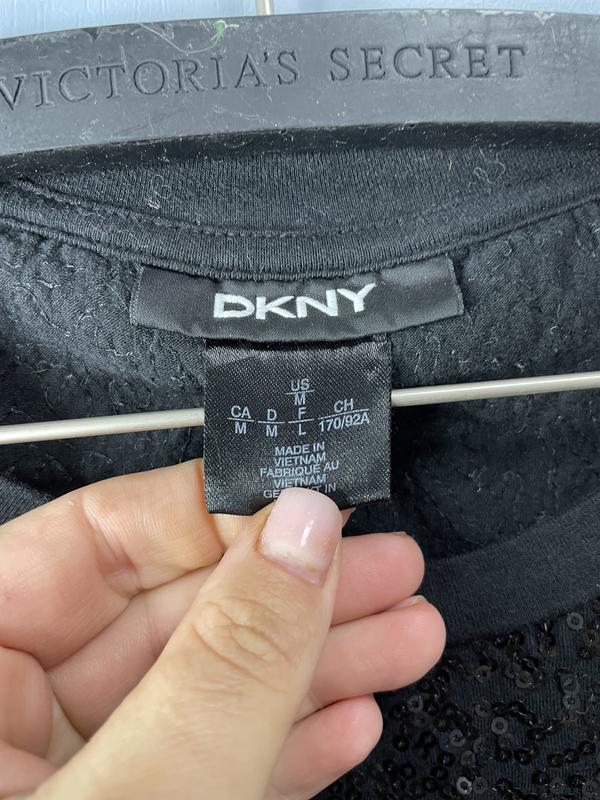 VICTORIA'S SECRET
DKNY
US
M
CA D F CH
M M L 170/92A
MADE IN
VIETNAM
FABRIQUÉ AU
VIETNAM